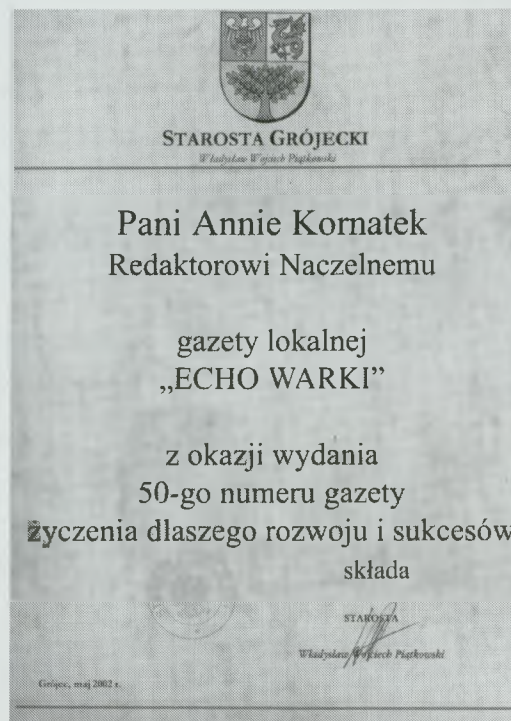 STAROSTA GRÓJECKI
Władysław Wojciech Piątkowski
Pani Annie Kornatek
Redaktorowi Naczelnemu
gazety lokalnej
„ECHO WARKI”
z okazji wydania
50-go numeru gazety
życzenia dlaszego rozwoju i sukcesów
składa
STAROSTA
Władysław Wojciech Piątkowski
Grójec, maj 2002 r.